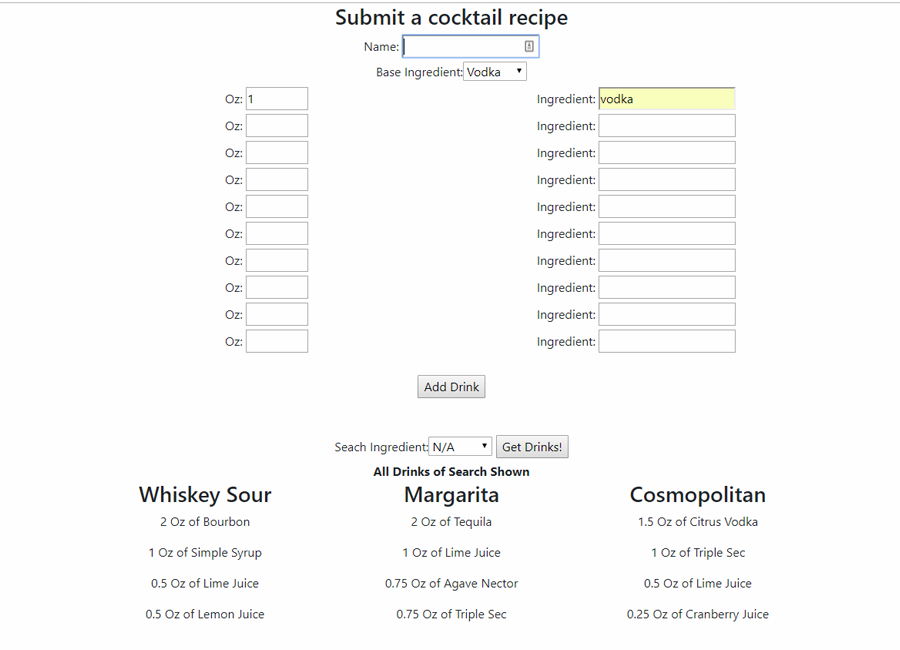 Submit a cocktail recipe
Name:
Base Ingredient: Vodka
Oz: 1 Ingredient: vodka
Oz: Ingredient:
Oz: Ingredient:
Oz: Ingredient:
Oz: Ingredient:
Oz: Ingredient:
Oz: Ingredient:
Oz: Ingredient:
Oz: Ingredient:
Oz: Ingredient:
Add Drink
Seach Ingredient: N/A Get Drinks!
All Drinks of Search Shown
Whiskey Sour Margarita Cosmopolitan
2 Oz of Bourbon 2 Oz of Tequila 1.5 Oz of Citrus Vodka
1 Oz of Simple Syrup 1 Oz of Lime Juice 1 Oz of Triple Sec
0.5 Oz of Lime Juice 0.75 Oz of Agave Nector 0.5 Oz of Lime Juice
0.5 Oz of Lemon Juice 0.75 Oz of Triple Sec 0.25 Oz of Cranberry Juice